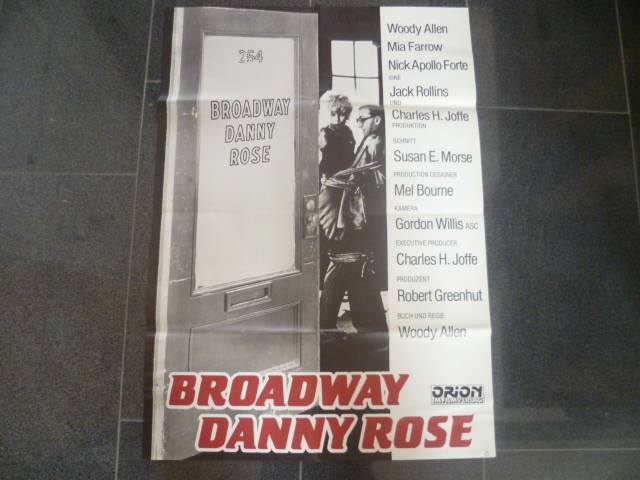 254
BROADWAY
DANNY
ROSE
Woody Allen
Mia Farrow
Nick Apollo Forte
EINE
Jack Rollins
UND
Charles H. Joffe
PRODUKTION
SCHNITT
Susan E. Morse
PRODUCTION DESIGNER
Mel Bourne
KAMERA
Gordon Willis ASC
EXECUTIVE PRODUCER
Charles H. Joffe
PRODUZENT
Robert Greenhut
BUCH UND REGIE
Woody Allen
BROADWAY
DANNY ROSE
ORION
IM FILMVERLAG